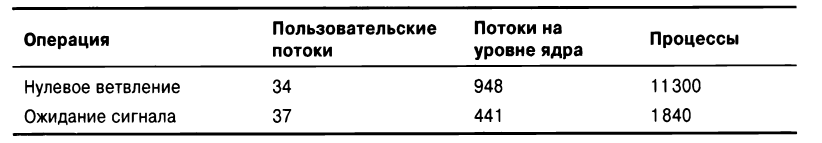 Операция Пользовательские потоки Потоки на уровне ядра Процессы
Нулевое ветвление 34 948 11300
Ожидание сигнала 37 441 1840